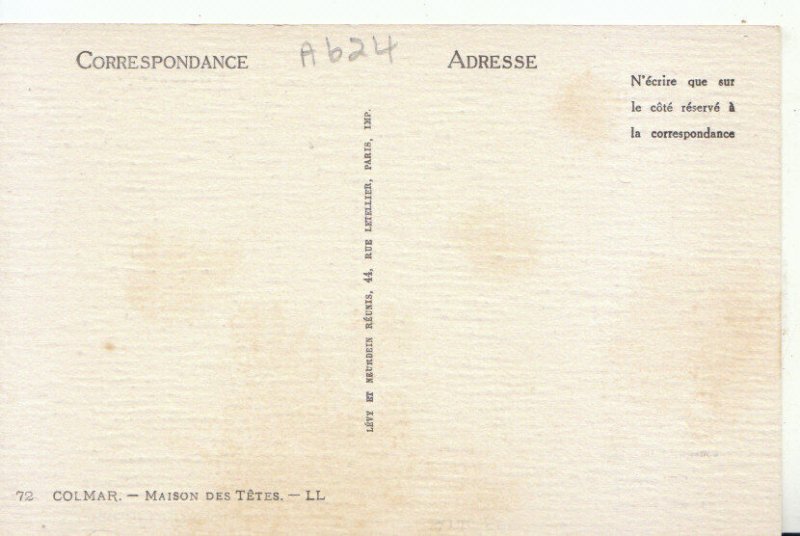 CORRESPONDANCE
Ab24
ADRESSE
N'écrire que sur
le côté réservé à
la correspondance
LÉVY ET NEURDEIN RÉUNIS, 44, RUE LETELLIER, PARIS, IMP.
72 COLMAR. — MAISON DES TÊTES. — LL